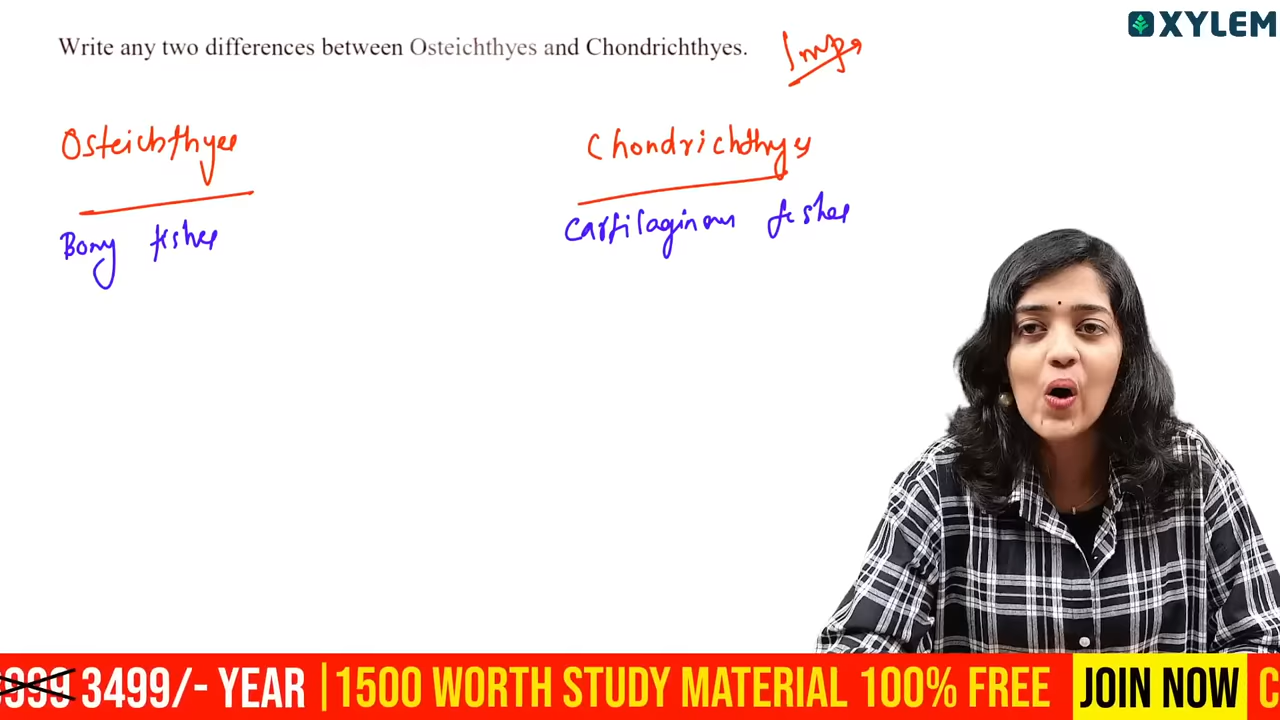 XYLEM
Write any two differences between Osteichthyes and Chondrichthyes.
Imp
Osteichthyes
Chondrichthyes
Bony fishes
Cartilaginous fishes
3499/- YEAR | 1500 WORTH STUDY MATERIAL 100% FREE JOIN NOW